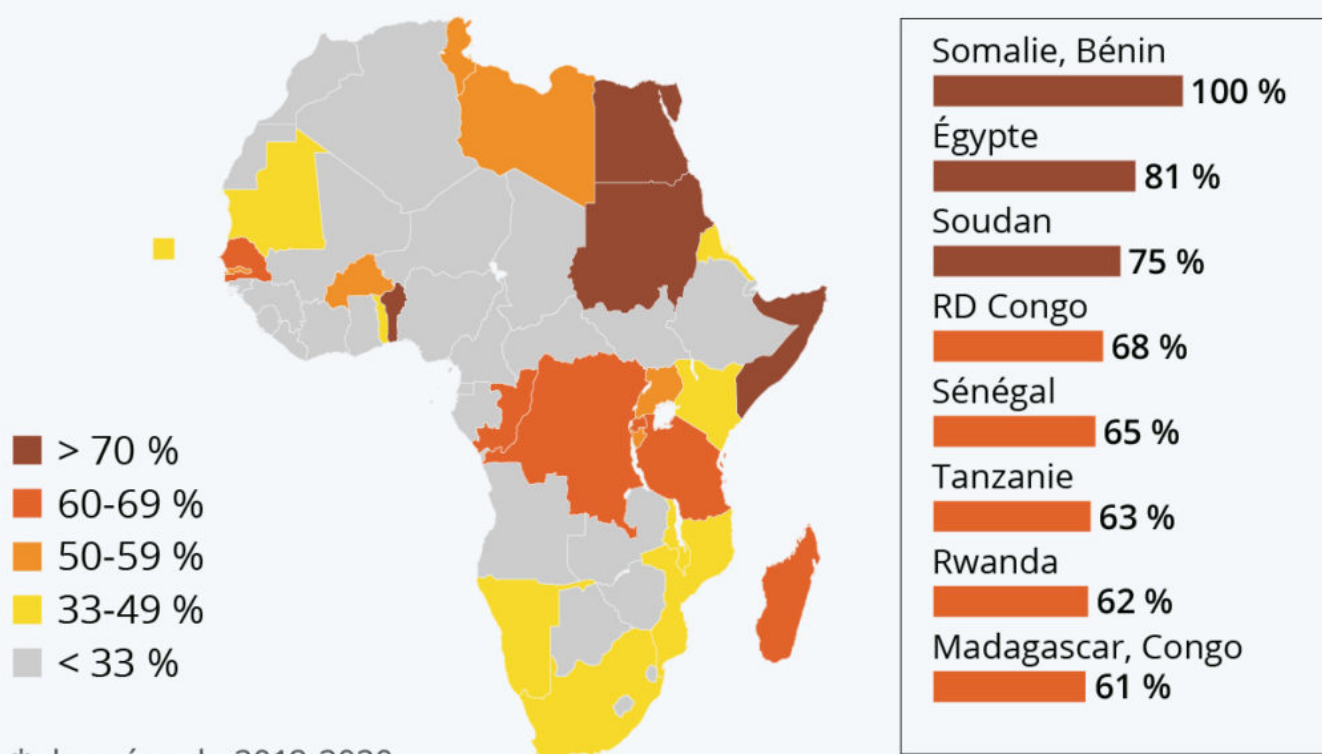 Somalie, Bénin
100 %
Égypte
81 %
Soudan
75 %
RD Congo
68 %
Sénégal
65 %
Tanzanie
63 %
Rwanda
62 %
Madagascar, Congo
61 %
> 70 %
60-69 %
50-59 %
33-49 %
< 33 %